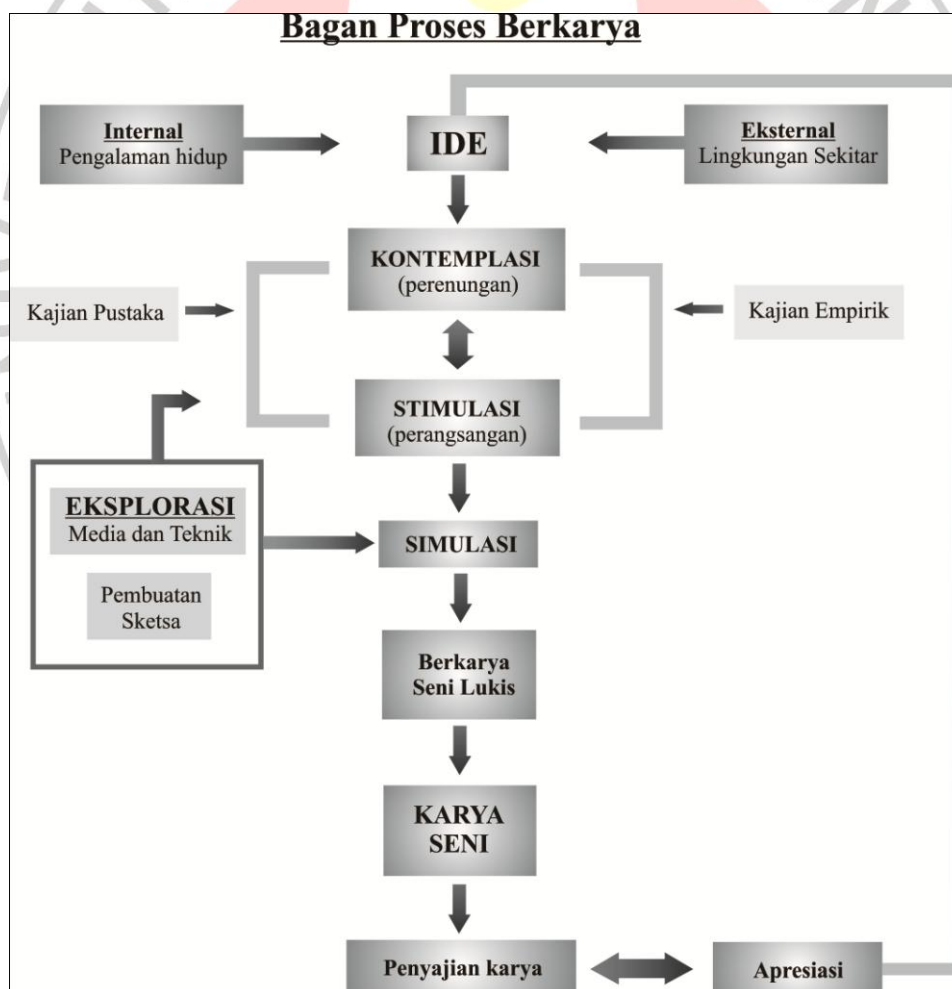 Bagan Proses Berkarya
Internal
Pengalaman hidup
IDE
Eksternal
Lingkungan Sekitar
KONTEMPLASI
(perenungan)
Kajian Pustaka
Kajian Empirik
STIMULASI
(perangsangan)
EKSPLORASI
Media dan Teknik
Pembuatan
Sketsa
SIMULASI
Berkarya
Seni Lukis
KARYA
SENI
Penyajian karya
Apresiasi